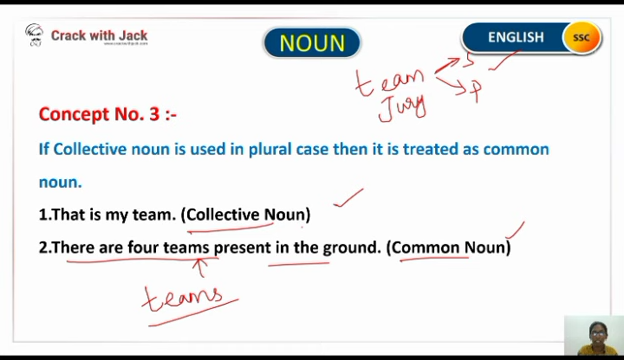 Crack with Jack
NOUN
ENGLISH
SSC
team S
Jury P
Concept No. 3 :-
If Collective noun is used in plural case then it is treated as common
noun.
1.That is my team. (Collective Noun)
2.There are four teams present in the ground. (Common Noun)
teams